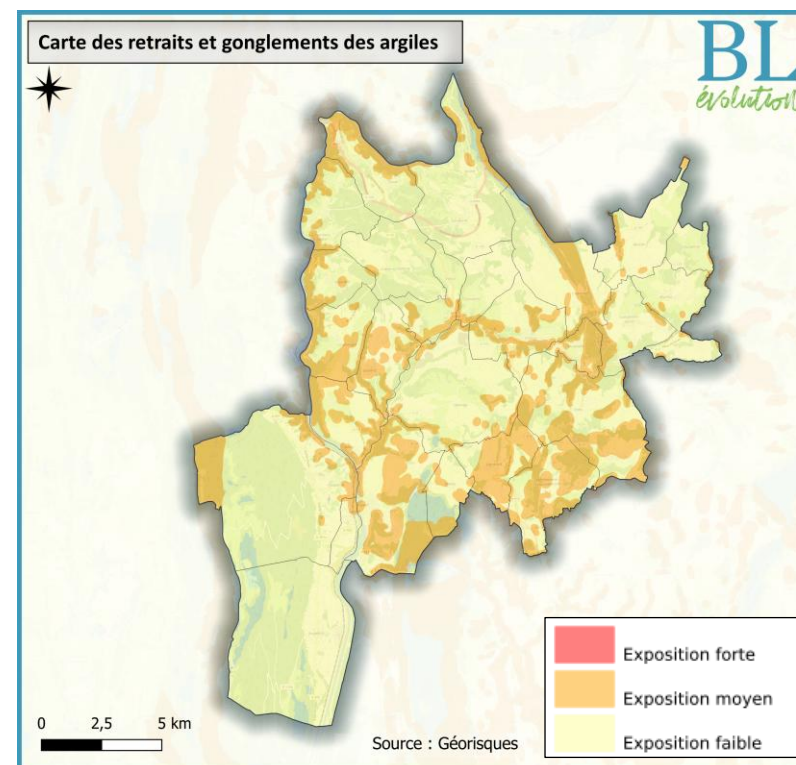 Carte des retraits et gonglements des argiles
BL
évolution
Exposition forte
Exposition moyen
Exposition faible
0 2,5 5 km
Source : Géorisques